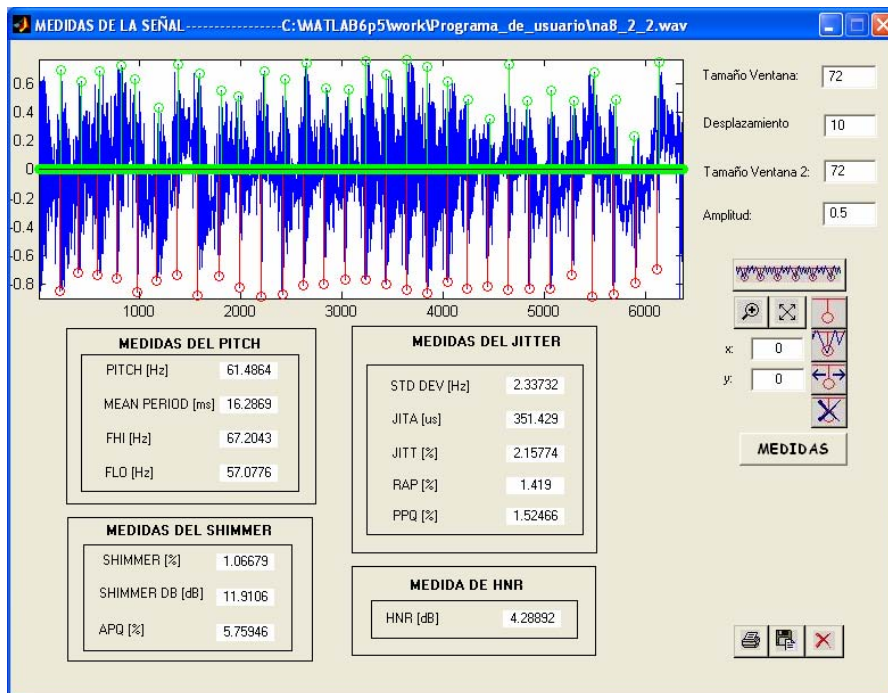 MEDIDAS DE LA SEÑAL-----------------C:\MATLAB6p5\work\Programa_de_usuario\na8_2_2.wav
0.6
0.4
0.2
0
-0.2
-0.4
-0.6
-0.8
1000 2000 3000 4000 5000 6000
Tamaño Ventana: 72
Desplazamiento 10
Tamaño Ventana 2: 72
Amplitud: 0.5
x: 0
y: 0
MEDIDAS
MEDIDAS DEL PITCH
PITCH [Hz] 61.4864
MEAN PERIOD [ms] 16.2869
FHI [Hz] 67.2043
FLO [Hz] 57.0776
MEDIDAS DEL JITTER
STD DEV [Hz] 2.33732
JITA [us] 351.429
JITT [%] 2.15774
RAP [%] 1.419
PPQ [%] 1.52466
MEDIDAS DEL SHIMMER
SHIMMER [%] 1.06679
SHIMMER DB [dB] 11.9106
APQ [%] 5.75946
MEDIDA DE HNR
HNR [dB] 4.28892